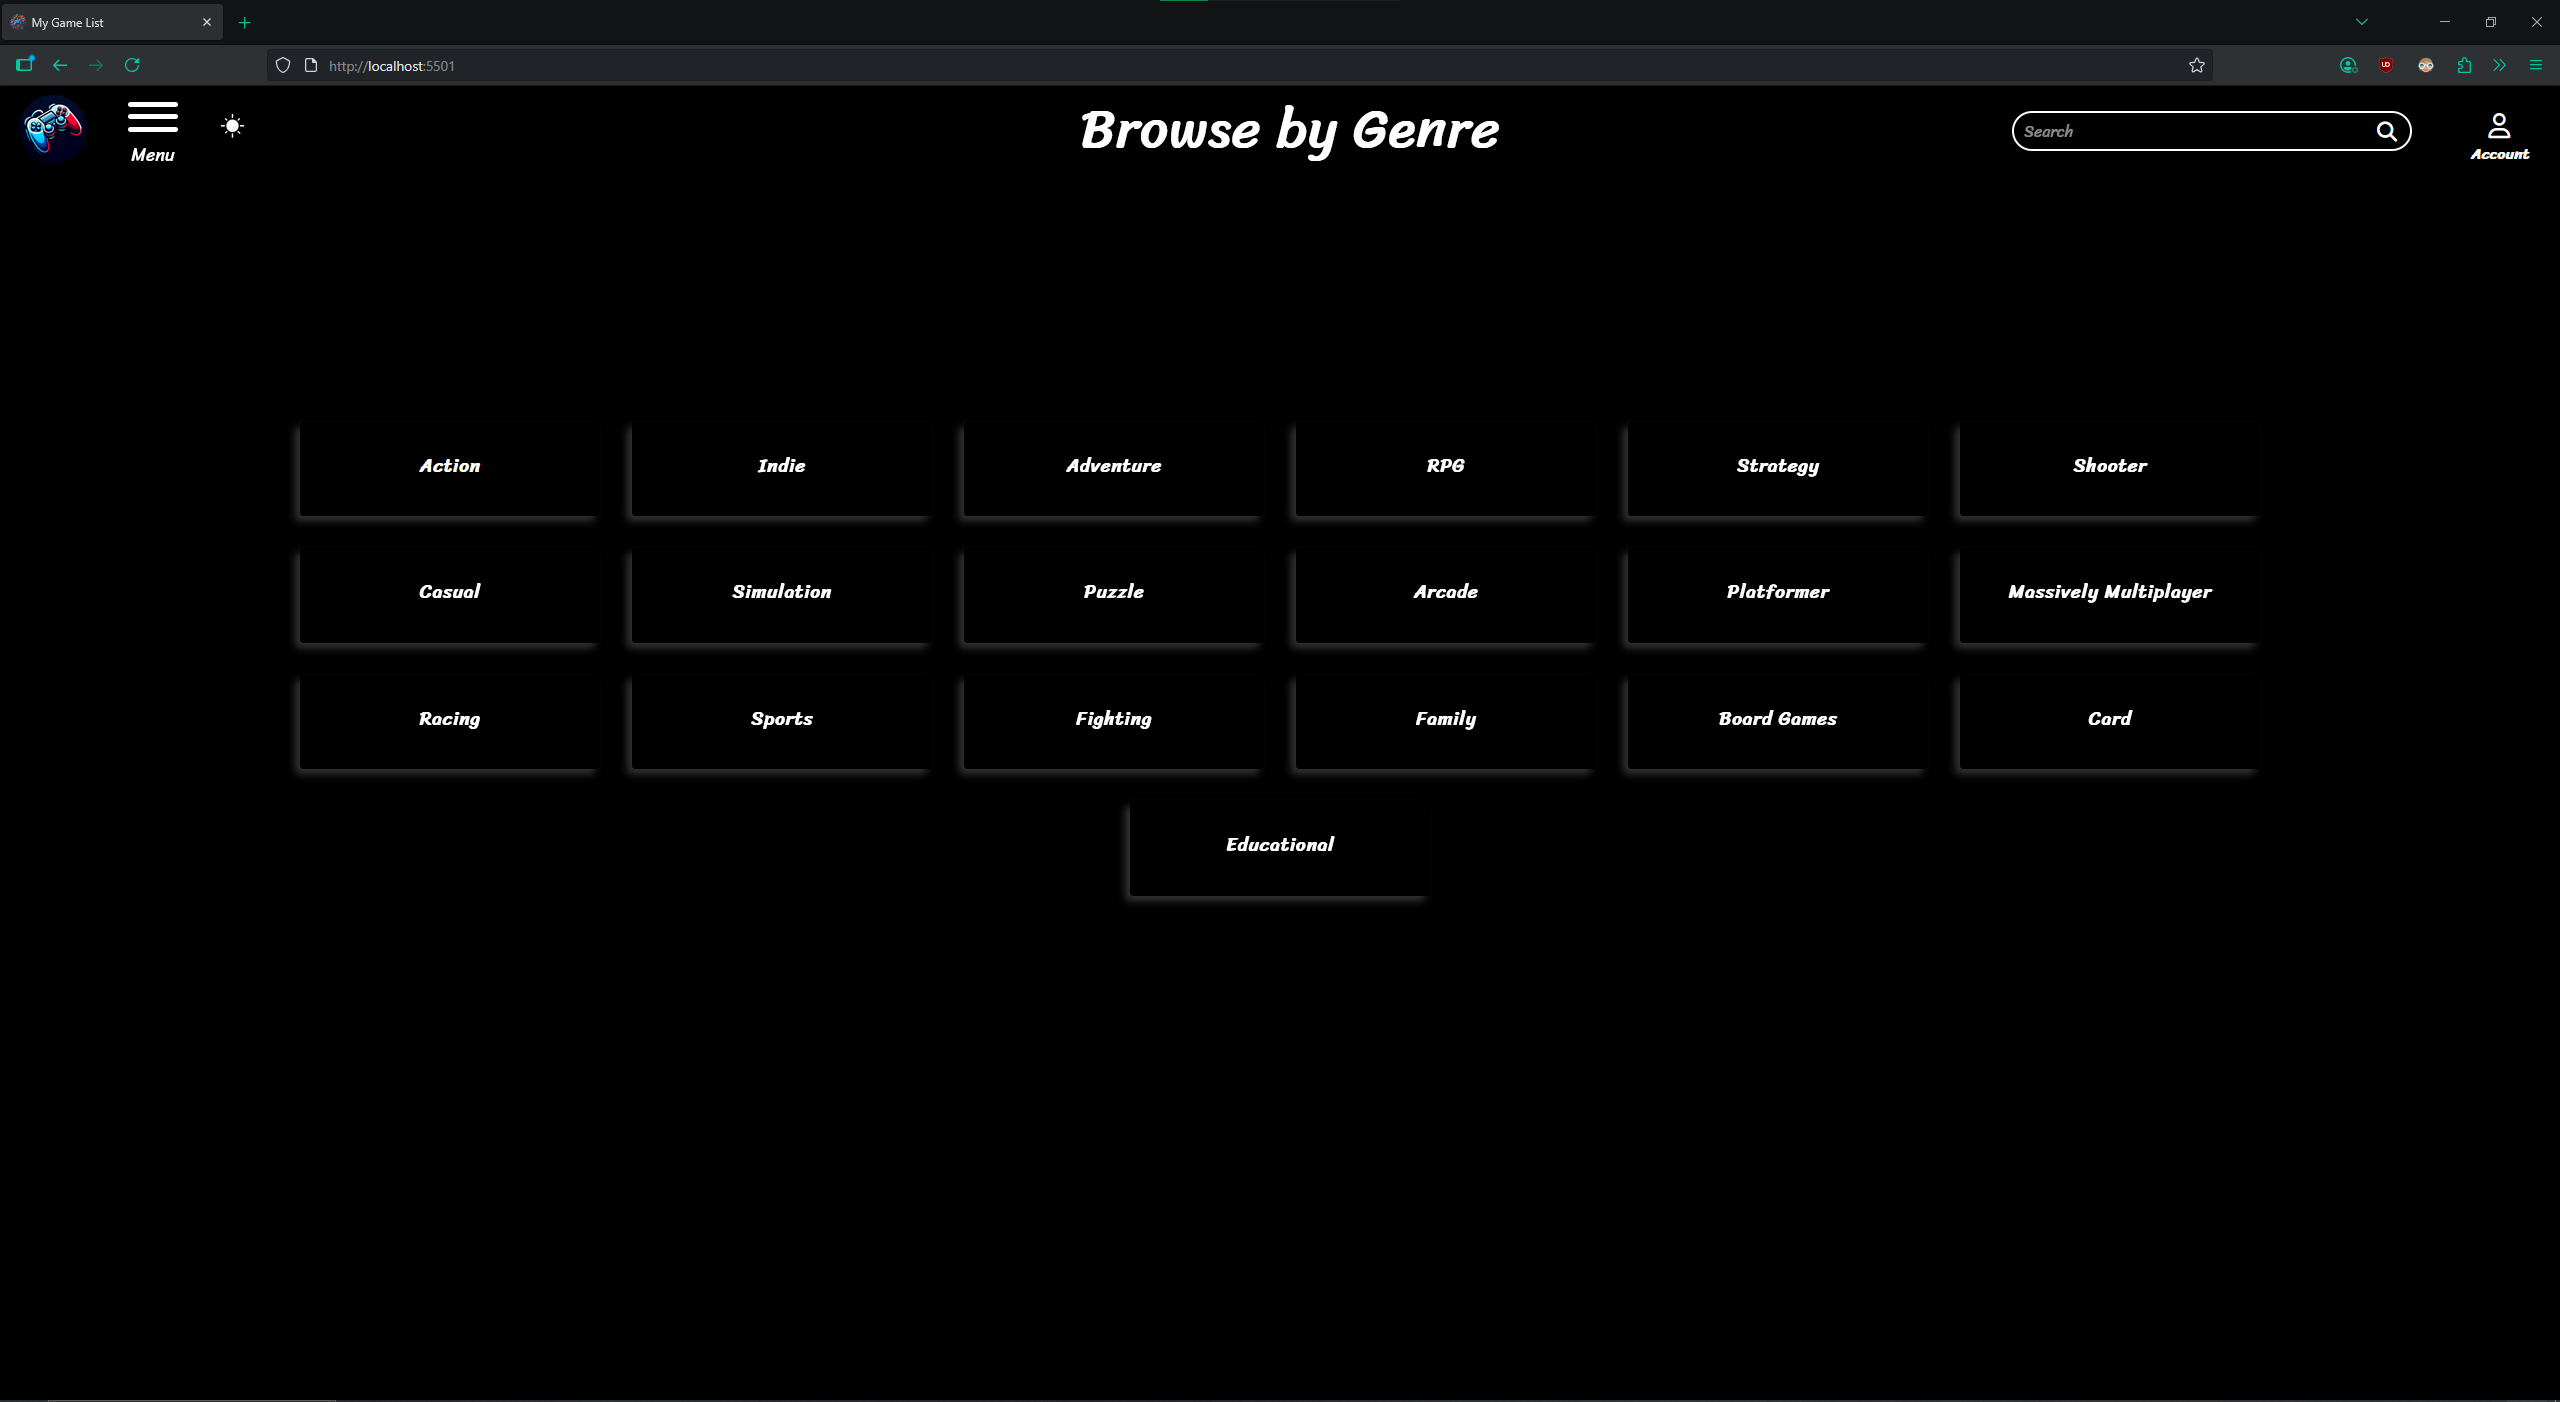 My Game List
http://localhost:5501
Menu
Browse by Genre
Search
Account
Action
Indie
Adventure
RPG
Strategy
Shooter
Casual
Simulation
Puzzle
Arcade
Platformer
Massively Multiplayer
Racing
Sports
Fighting
Family
Board Games
Card
Educational